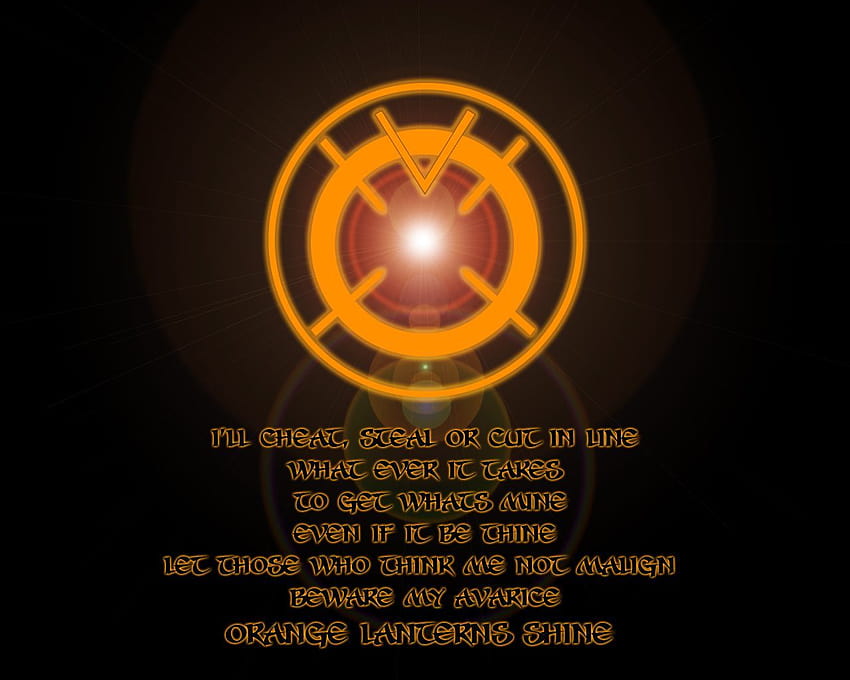 I'LL CHEAT, STEAL OR CUT IN LINE
WHAT EVER IT TAKES
TO GET WHATS MINE
EVEN IF IT BE THINE
LET THOSE WHO THINK ME NOT MALIGN
BEWARE MY AVARICE
ORANGE LANTERNS SHINE